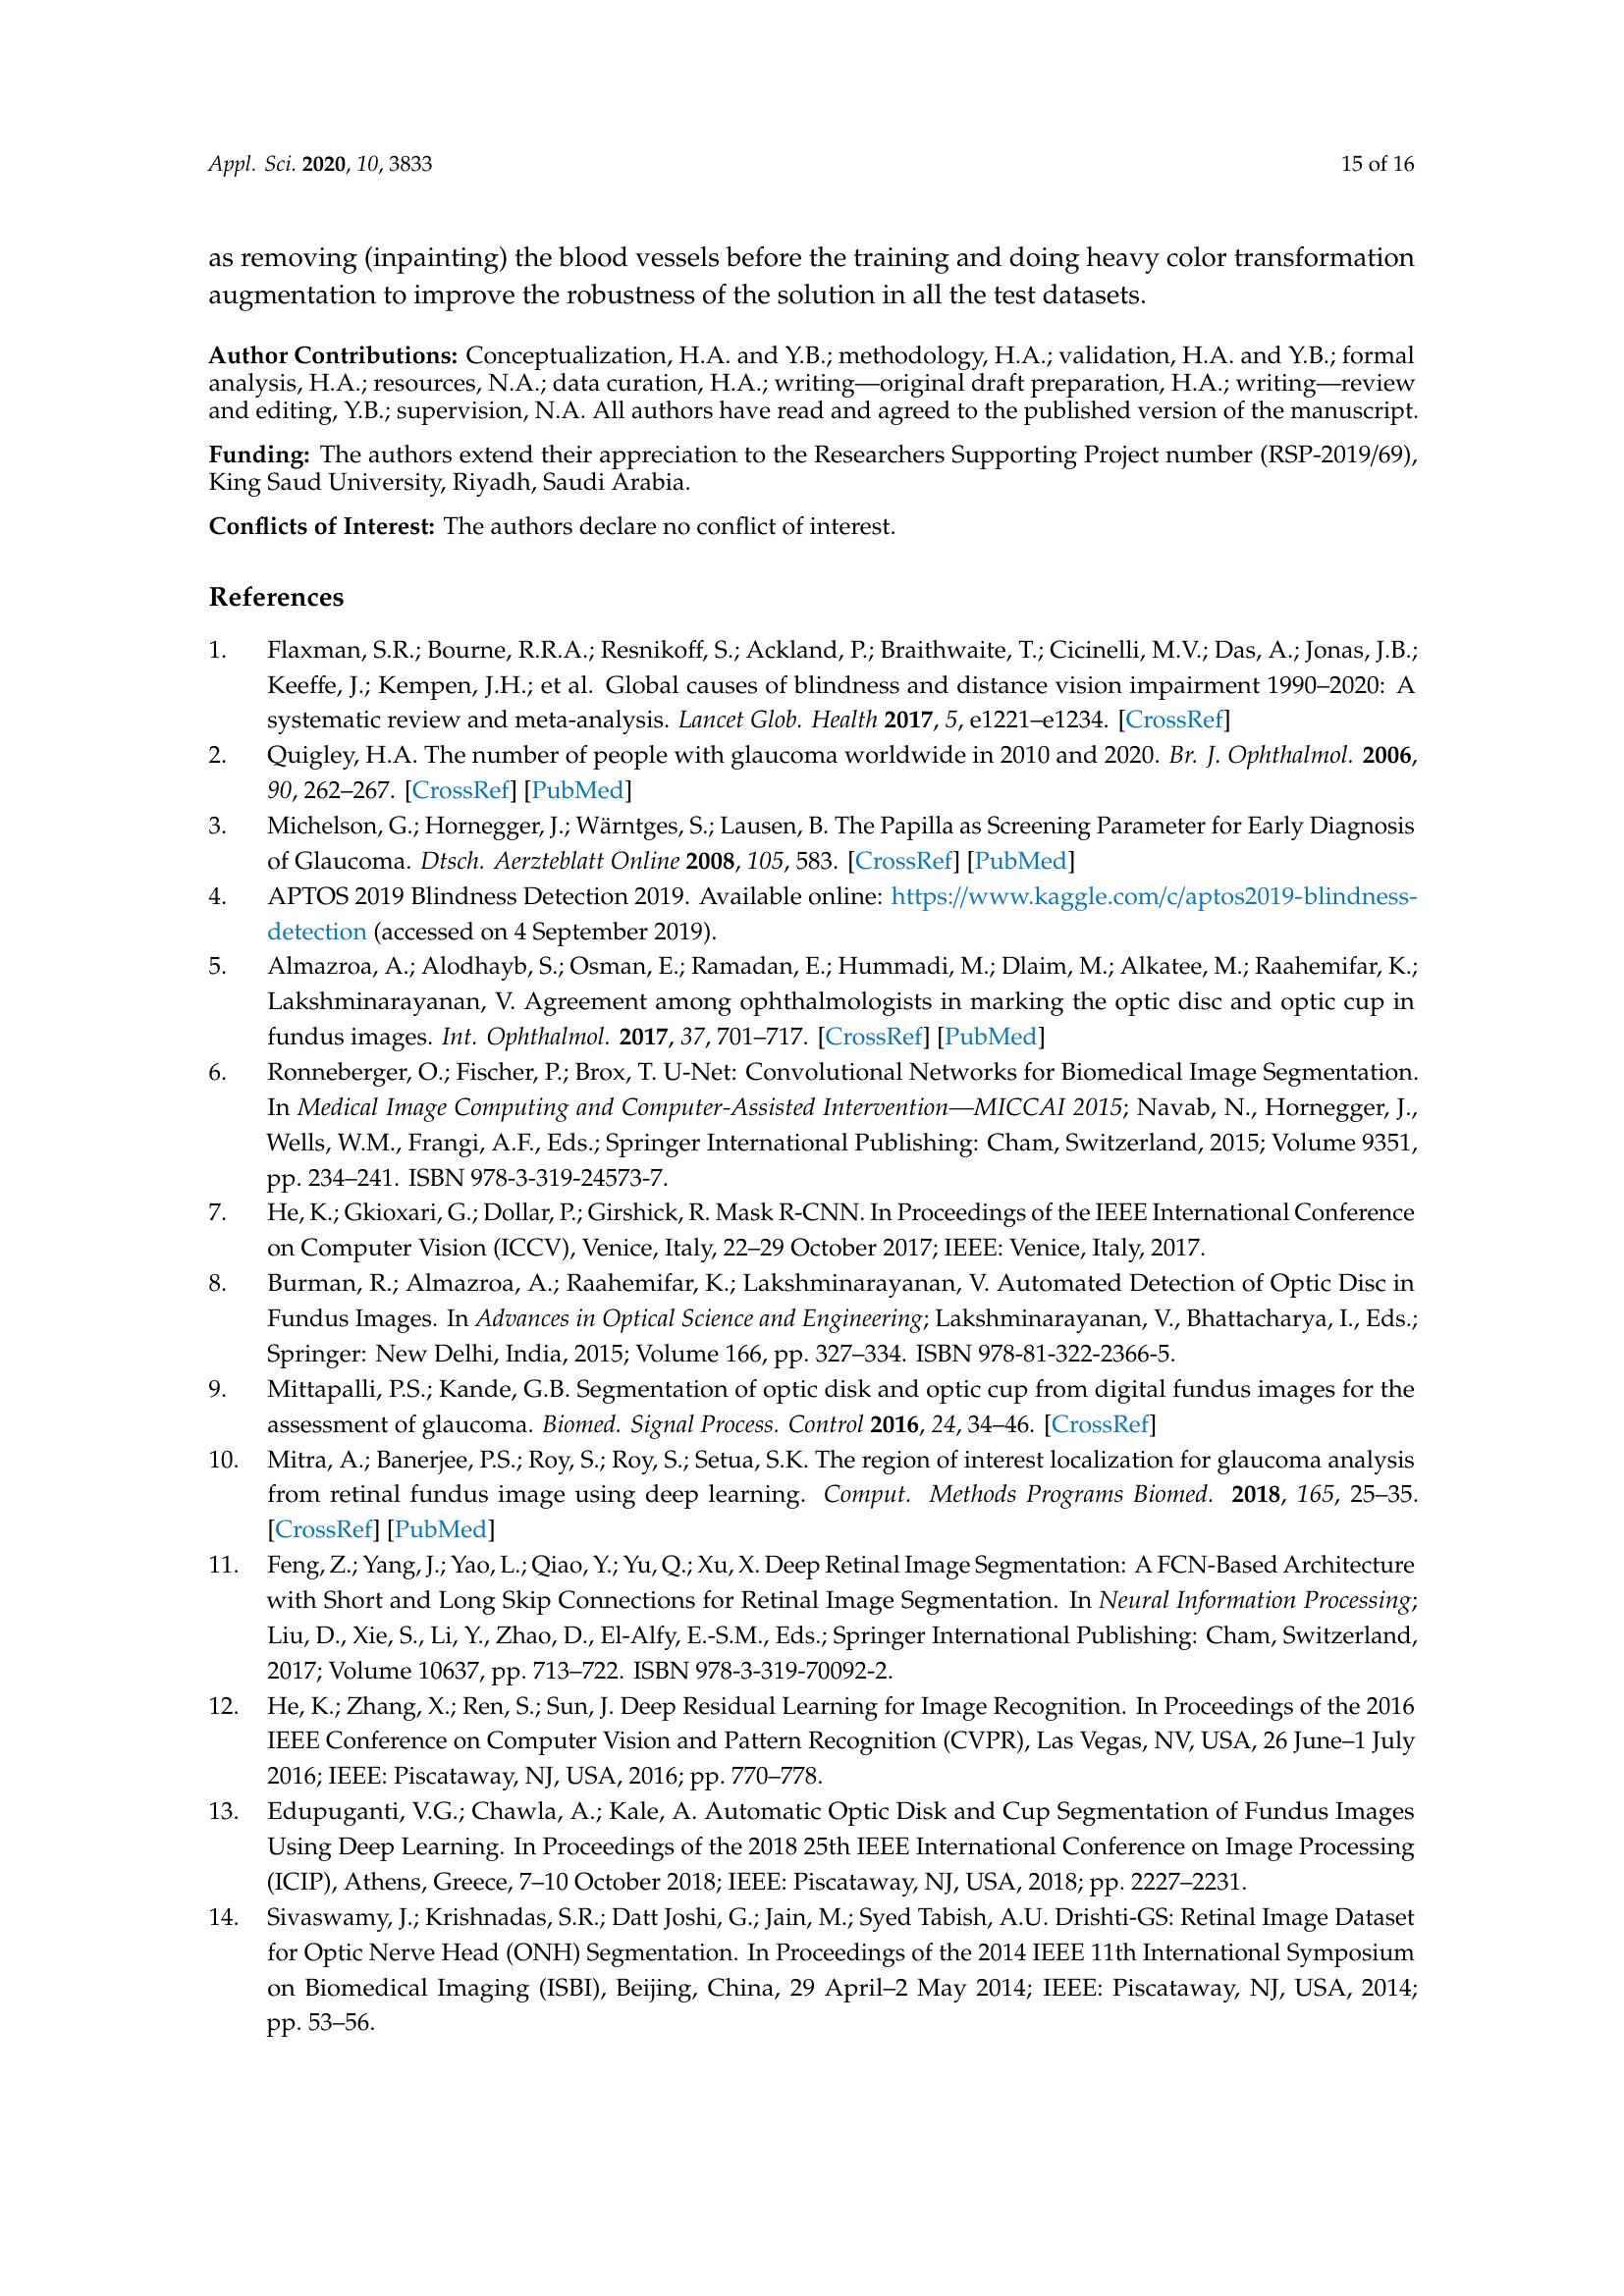 Appl. Sci. 2020, 10, 3833 15 of 16
as removing (inpainting) the blood vessels before the training and doing heavy color transformation
augmentation to improve the robustness of the solution in all the test datasets.
Author Contributions: Conceptualization, H.A. and Y.B.; methodology, H.A.; validation, H.A. and Y.B.; formal
analysis, H.A.; resources, N.A.; data curation, H.A.; writing—original draft preparation, H.A.; writing—review
and editing, Y.B.; supervision, N.A. All authors have read and agreed to the published version of the manuscript.
Funding: The authors extend their appreciation to the Researchers Supporting Project number (RSP-2019/69),
King Saud University, Riyadh, Saudi Arabia.
Conflicts of Interest: The authors declare no conflict of interest.
References
1. Flaxman, S.R.; Bourne, R.R.A.; Resnikoff, S.; Ackland, P.; Braithwaite, T.; Cicinelli, M.V.; Das, A.; Jonas, J.B.;
Keeffe, J.; Kempen, J.H.; et al. Global causes of blindness and distance vision impairment 1990–2020: A
systematic review and meta-analysis. Lancet Glob. Health 2017, 5, e1221–e1234. [CrossRef]
2. Quigley, H.A. The number of people with glaucoma worldwide in 2010 and 2020. Br. J. Ophthalmol. 2006,
90, 262–267. [CrossRef] [PubMed]
3. Michelson, G.; Hornegger, J.; Wärntges, S.; Lausen, B. The Papilla as Screening Parameter for Early Diagnosis
of Glaucoma. Dtsch. Aerzteblatt Online 2008, 105, 583. [CrossRef] [PubMed]
4. APTOS 2019 Blindness Detection 2019. Available online: https://www.kaggle.com/c/aptos2019-blindness-
detection (accessed on 4 September 2019).
5. Almazroa, A.; Alodhayb, S.; Osman, E.; Ramadan, E.; Hummadi, M.; Dlaim, M.; Alkatee, M.; Raahemifar, K.;
Lakshminarayanan, V. Agreement among ophthalmologists in marking the optic disc and optic cup in
fundus images. Int. Ophthalmol. 2017, 37, 701–717. [CrossRef] [PubMed]
6. Ronneberger, O.; Fischer, P.; Brox, T. U-Net: Convolutional Networks for Biomedical Image Segmentation.
In Medical Image Computing and Computer-Assisted Intervention—MICCAI 2015; Navab, N., Hornegger, J.,
Wells, W.M., Frangi, A.F., Eds.; Springer International Publishing: Cham, Switzerland, 2015; Volume 9351,
pp. 234–241. ISBN 978-3-319-24573-7.
7. He, K.; Gkioxari, G.; Dollar, P.; Girshick, R. Mask R-CNN. In Proceedings of the IEEE International Conference
on Computer Vision (ICCV), Venice, Italy, 22–29 October 2017; IEEE: Venice, Italy, 2017.
8. Burman, R.; Almazroa, A.; Raahemifar, K.; Lakshminarayanan, V. Automated Detection of Optic Disc in
Fundus Images. In Advances in Optical Science and Engineering; Lakshminarayanan, V., Bhattacharya, I., Eds.;
Springer: New Delhi, India, 2015; Volume 166, pp. 327–334. ISBN 978-81-322-2366-5.
9. Mittapalli, P.S.; Kande, G.B. Segmentation of optic disk and optic cup from digital fundus images for the
assessment of glaucoma. Biomed. Signal Process. Control 2016, 24, 34–46. [CrossRef]
10. Mitra, A.; Banerjee, P.S.; Roy, S.; Roy, S.; Setua, S.K. The region of interest localization for glaucoma analysis
from retinal fundus image using deep learning. Comput. Methods Programs Biomed. 2018, 165, 25–35.
[CrossRef] [PubMed]
11. Feng, Z.; Yang, J.; Yao, L.; Qiao, Y.; Yu, Q.; Xu, X. Deep Retinal Image Segmentation: A FCN-Based Architecture
with Short and Long Skip Connections for Retinal Image Segmentation. In Neural Information Processing;
Liu, D., Xie, S., Li, Y., Zhao, D., El-Alfy, E.-S.M., Eds.; Springer International Publishing: Cham, Switzerland,
2017; Volume 10637, pp. 713–722. ISBN 978-3-319-70092-2.
12. He, K.; Zhang, X.; Ren, S.; Sun, J. Deep Residual Learning for Image Recognition. In Proceedings of the 2016
IEEE Conference on Computer Vision and Pattern Recognition (CVPR), Las Vegas, NV, USA, 26 June–1 July
2016; IEEE: Piscataway, NJ, USA, 2016; pp. 770–778.
13. Edupuganti, V.G.; Chawla, A.; Kale, A. Automatic Optic Disk and Cup Segmentation of Fundus Images
Using Deep Learning. In Proceedings of the 2018 25th IEEE International Conference on Image Processing
(ICIP), Athens, Greece, 7–10 October 2018; IEEE: Piscataway, NJ, USA, 2018; pp. 2227–2231.
14. Sivaswamy, J.; Krishnadas, S.R.; Datt Joshi, G.; Jain, M.; Syed Tabish, A.U. Drishti-GS: Retinal Image Dataset
for Optic Nerve Head (ONH) Segmentation. In Proceedings of the 2014 IEEE 11th International Symposium
on Biomedical Imaging (ISBI), Beijing, China, 29 April–2 May 2014; IEEE: Piscataway, NJ, USA, 2014;
pp. 53–56.